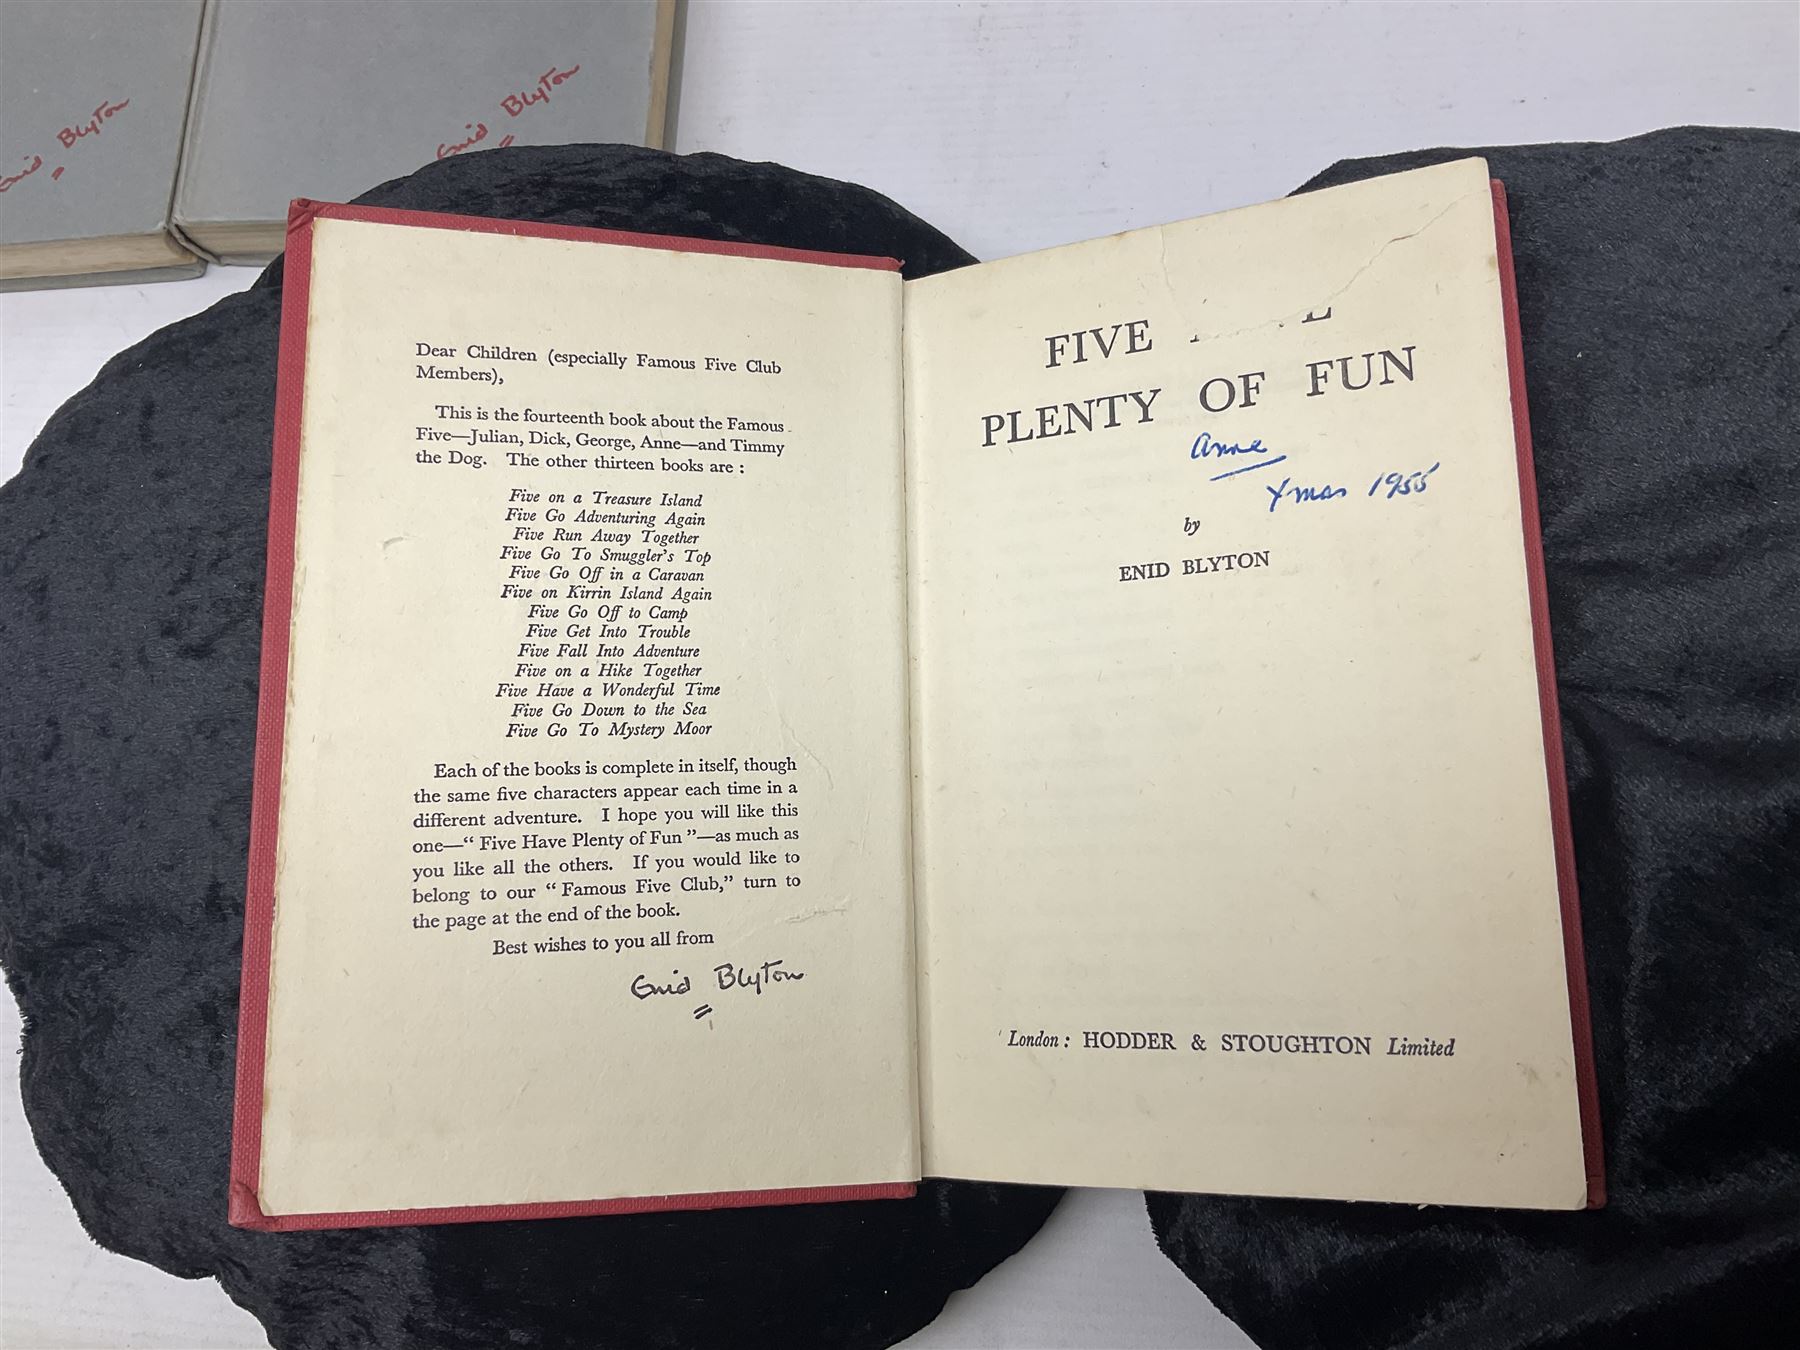 Enid Blyton
Enid Blyton
Dear Children (especially Famous Five Club
Members),
This is the fourteenth book about the Famous
Five—Julian, Dick, George, Anne—and Timmy
the Dog. The other thirteen books are :
Five on a Treasure Island
Five Go Adventuring Again
Five Run Away Together
Five Go To Smuggler's Top
Five Go Off in a Caravan
Five on Kirrin Island Again
Five Go Off to Camp
Five Get Into Trouble
Five Fall Into Adventure
Five on a Hike Together
Five Have a Wonderful Time
Five Go Down to the Sea
Five Go To Mystery Moor
Each of the books is complete in itself, though
the same five characters appear each time in a
different adventure. I hope you will like this
one—“ Five Have Plenty of Fun ”—as much as
you like all the others. If you would like to
belong to our “ Famous Five Club,” turn to
the page at the end of the book.
Best wishes to you all from
Enid Blyton
FIVE
PLENTY OF FUN
Anne
Xmas 1955
by
ENID BLYTON
London : HODDER & STOUGHTON Limited